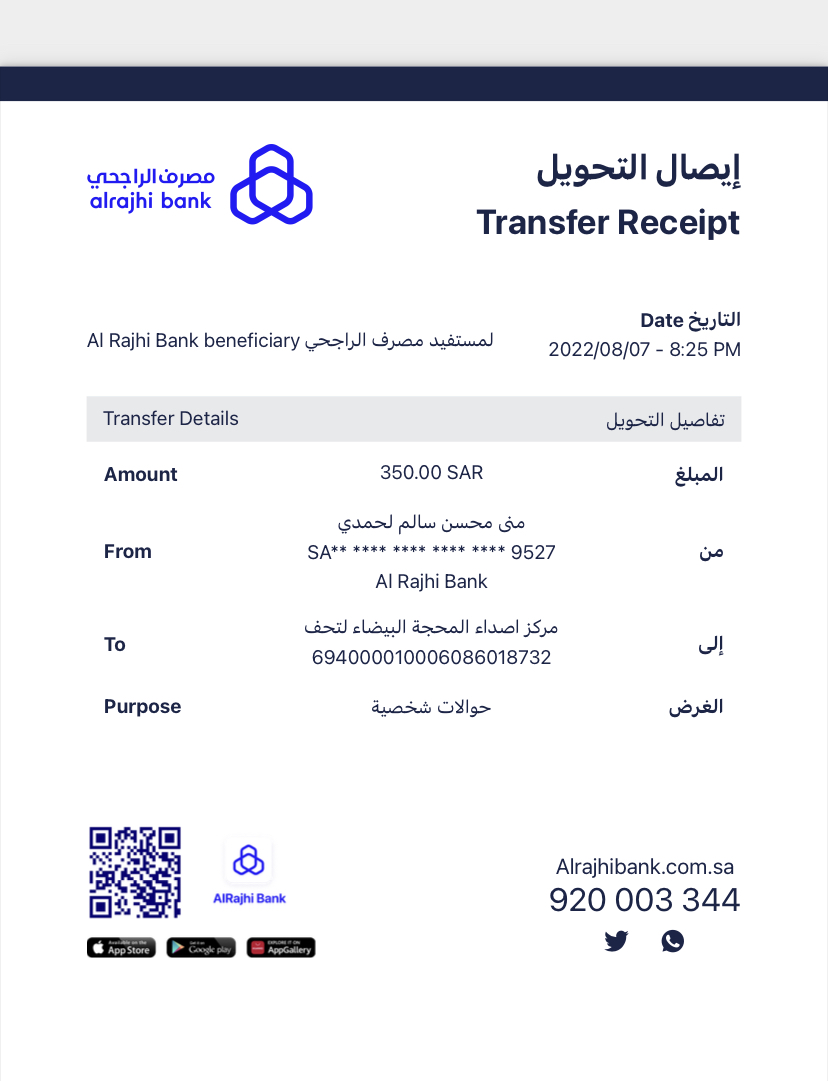 إيصال التحويل
Transfer Receipt
مصرف الراجحي
alrajhi bank
التاريخ Date
2022/08/07 - 8:25 PM
لمستفيد مصرف الراجحي Al Rajhi Bank beneficiary
Transfer Details تفاصيل التحويل
Amount 350.00 SAR المبلغ
منى محسن سالم لحمدي
From SA** **** **** **** **** 9527 من
Al Rajhi Bank
مركز اصداء المحجة البيضاء لتحف
To إلى
694000010006086018732
Purpose حوالات شخصية الغرض
AlRajhi Bank
Available on the App Store
Get it on Google play
EXPLORE IT ON AppGallery
Alrajhibank.com.sa
920 003 344